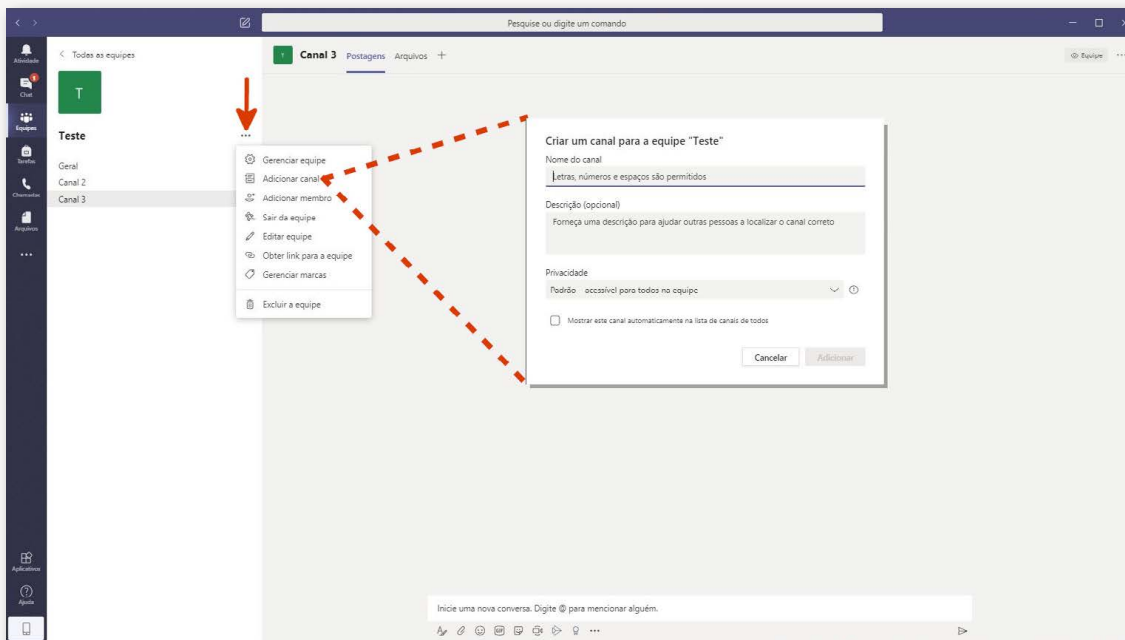 Pesquise ou digite um comando
Atividade
Chat
1
Equipes
Tarefas
Chamadas
Arquivos
Aplicativos
Ajuda
Todas as equipes
T
Teste
Geral
Canal 2
Canal 3
Gerenciar equipe
Adicionar canal
Adicionar membro
Sair da equipe
Editar equipe
Obter link para a equipe
Gerenciar marcas
Excluir a equipe
T Canal 3 Postagens Arquivos
Equipe
Criar um canal para a equipe "Teste"
Nome do canal
Letras, números e espaços são permitidos
Descrição (opcional)
Forneça uma descrição para ajudar outras pessoas a localizar o canal correto
Privacidade
Padrão acessível para todos na equipe
Mostrar este canal automaticamente na lista de canais de todos
Cancelar Adicionar
Inicie uma nova conversa. Digite @ para mencionar alguém.
GIF